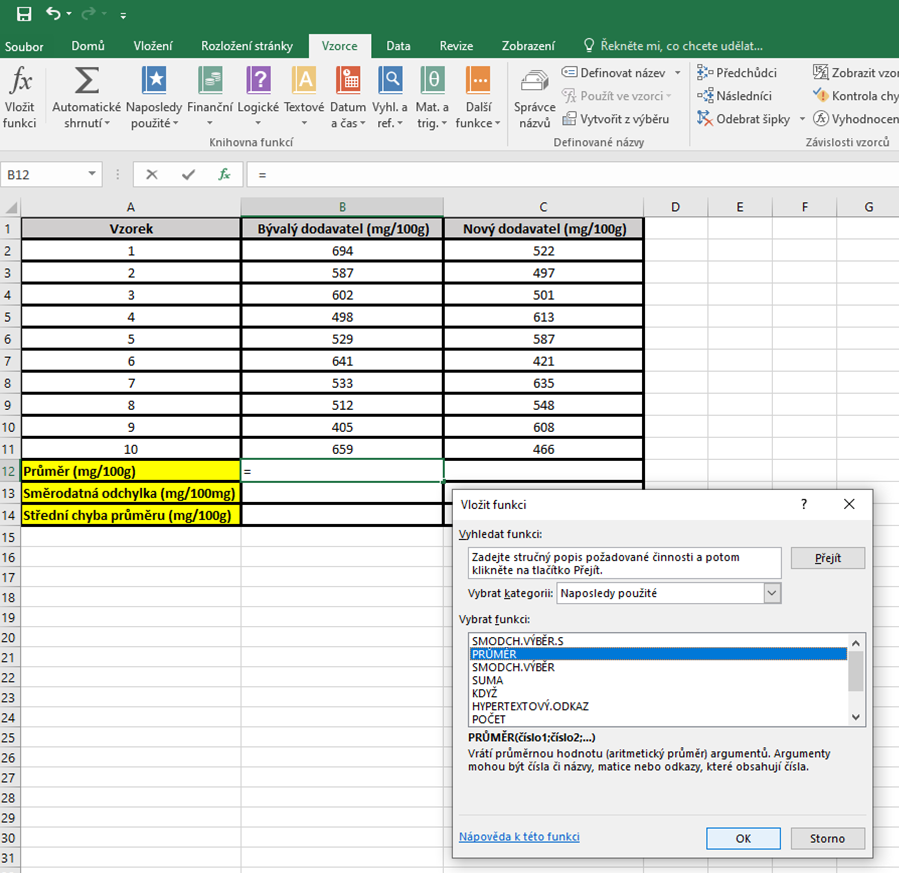 Soubor Domů Vložení Rozložení stránky Vzorce Data Revize Zobrazení Řekněte mi, co chcete udělat...
fx Σ ? A θ
Vložit funkci
Automatické shrnutí
Naposledy použité
Finanční
Logické
Textové
Datum a čas
Vyhl. a ref.
Mat. a trig.
Další funkce
Knihovna funkcí
Správce názvů
Definovat název
Použít ve vzorci
Vytvořit z výběru
Definované názvy
Předchůdci
Následníci
Odebrat šipky
Zobrazit vzo
Kontrola chy
Vyhodnocen
Závislosti vzorců
B12 fx =
A B C D E F G
1 Vzorek Bývalý dodavatel (mg/100g) Nový dodavatel (mg/100g)
2 1 694 522
3 2 587 497
4 3 602 501
5 4 498 613
6 5 529 587
7 6 641 421
8 7 533 635
9 8 512 548
10 9 405 608
11 10 659 466
12 Průměr (mg/100g) =
13 Směrodatná odchylka (mg/100mg)
14 Střední chyba průměru (mg/100g)
15
16
17
18
19
20
21
22
23
24
25
26
27
28
29
30
31
Vložit funkci ?
Vyhledat funkci:
Zadejte stručný popis požadované činnosti a potom
klikněte na tlačítko Přejít.
Přejít
Vybrat kategorii: Naposledy použité
Vybrat funkci:
SMODCH.VÝBĚR.S
PRŮMĚR
SMODCH.VÝBĚR
SUMA
KDYŽ
HYPERTEXTOVÝ.ODKAZ
POČET
PRŮMĚR(číslo1;číslo2;...)
Vrátí průměrnou hodnotu (aritmetický průměr) argumentů. Argumenty
mohou být čísla či názvy, matice nebo odkazy, které obsahují čísla.
Nápověda k této funkci
OK Storno